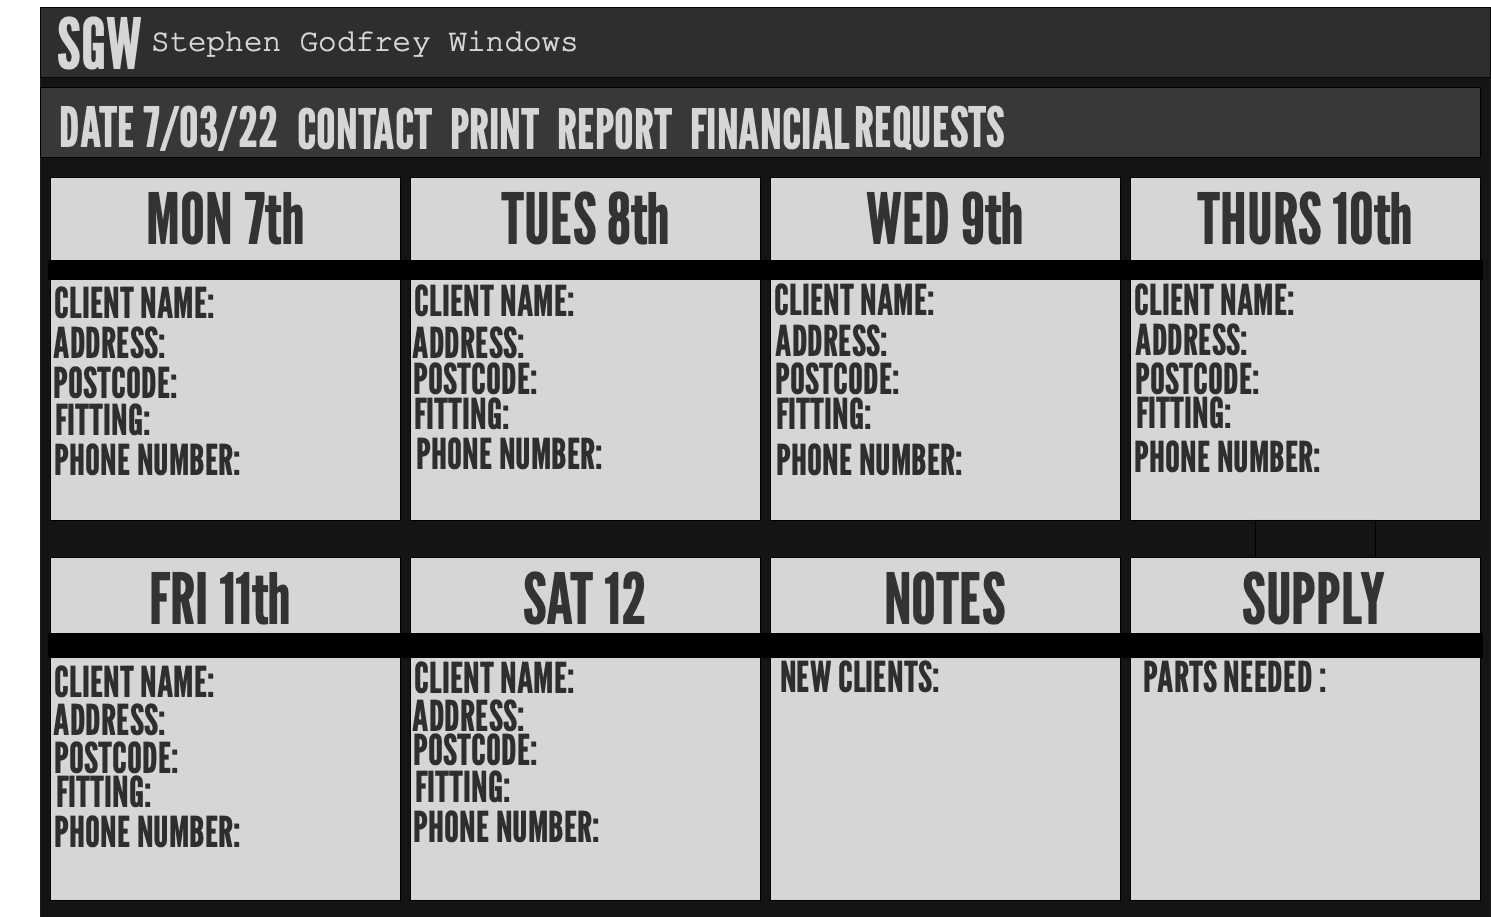 SGW Stephen Godfrey Windows
DATE 7/03/22 CONTACT PRINT REPORT FINANCIAL REQUESTS
MON 7th
CLIENT NAME:
ADDRESS:
POSTCODE:
FITTING:
PHONE NUMBER:
TUES 8th
CLIENT NAME:
ADDRESS:
POSTCODE:
FITTING:
PHONE NUMBER:
WED 9th
CLIENT NAME:
ADDRESS:
POSTCODE:
FITTING:
PHONE NUMBER:
THURS 10th
CLIENT NAME:
ADDRESS:
POSTCODE:
FITTING:
PHONE NUMBER:
FRI 11th
CLIENT NAME:
ADDRESS:
POSTCODE:
FITTING:
PHONE NUMBER:
SAT 12
CLIENT NAME:
ADDRESS:
POSTCODE:
FITTING:
PHONE NUMBER:
NOTES
NEW CLIENTS:
SUPPLY
PARTS NEEDED :